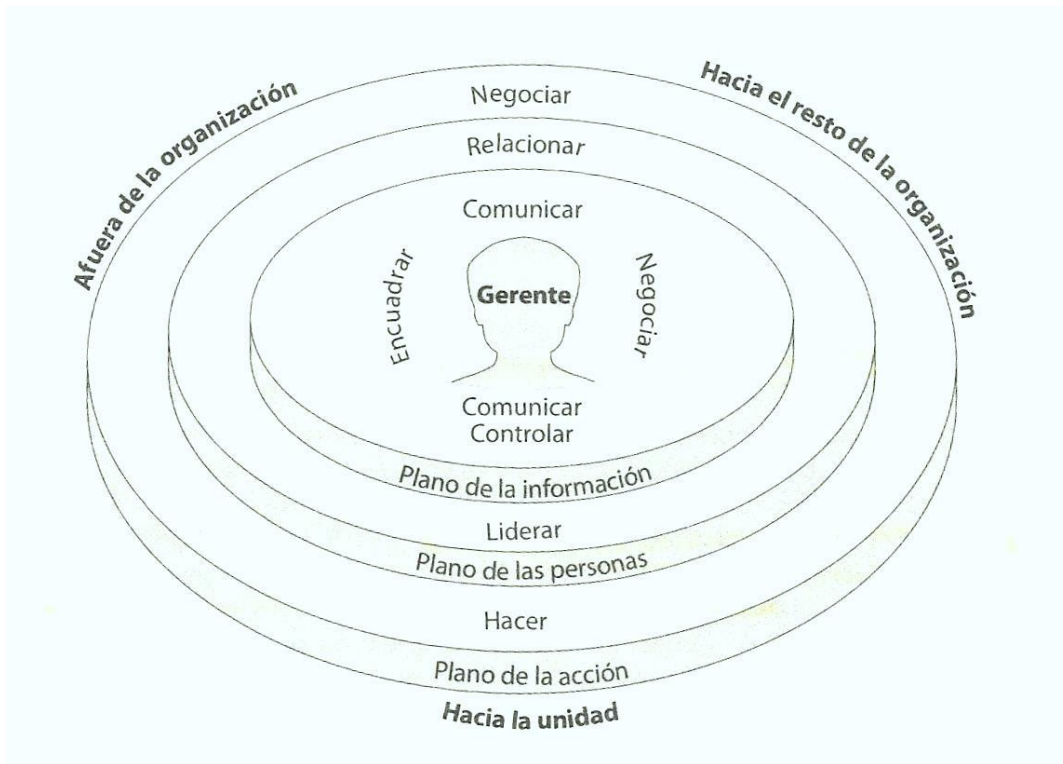 Afuera de la organización
Hacia el resto de la organización
Negociar
Relacionar
Comunicar
Encuadrar
Gerente
Negociar
Comunicar
Controlar
Plano de la información
Liderar
Plano de las personas
Hacer
Plano de la acción
Hacia la unidad